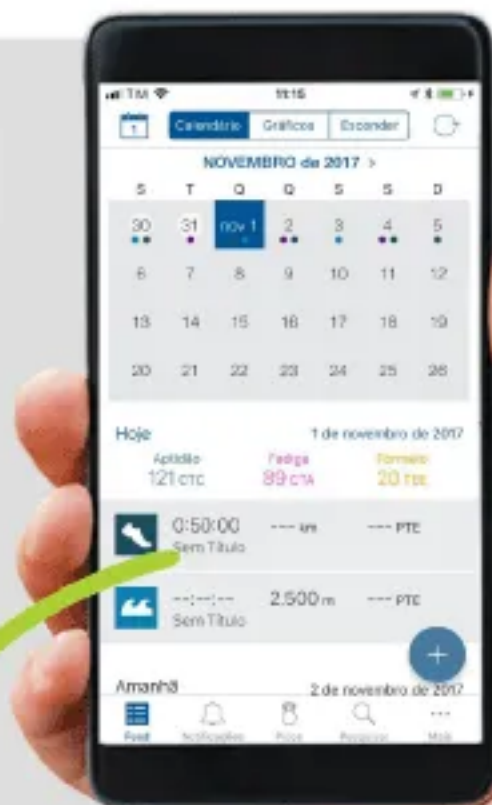 TIM 11:15
1 Calendário Gráficos Esconder
NOVEMBRO de 2017 >
S T Q Q S S D
30 31 nov 1 2 3 4 5
6 7 8 9 10 11 12
13 14 15 16 17 18 19
20 21 22 23 24 25 26
Hoje 1 de novembro de 2017
Aptidão Fadiga
121 CTC 89 CTA 20
0:50:00 --- km --- PTE
Sem Título
--:--:-- 2.500 m --- PTE
Sem Título
+
Amanhã 2 de novembro de 2017
Feed Notificações Pesquisar Mais